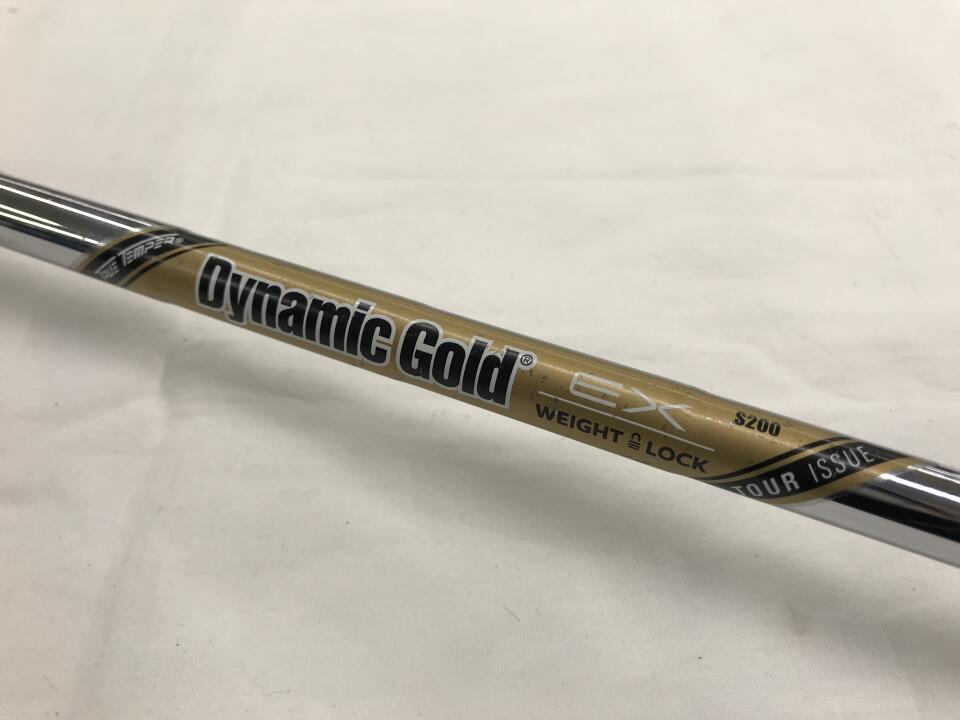 TRUE TEMPER®
Dynamic Gold®
EX
WEIGHT LOCK
S200
TOUR ISSUE